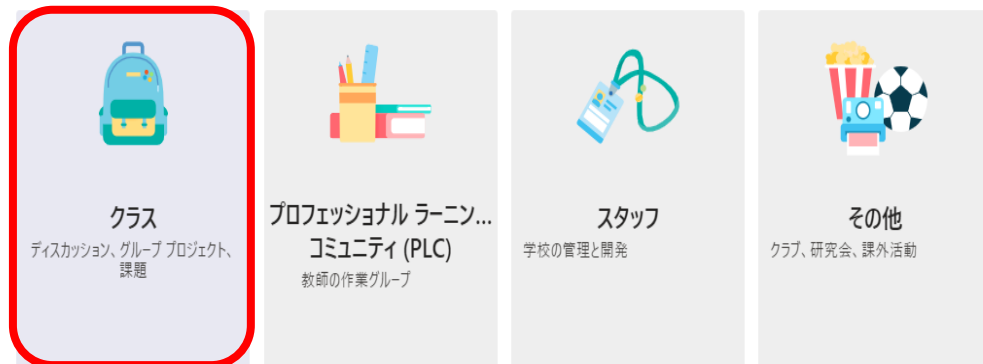 クラス
ディスカッション、グループ プロジェクト、
課題
プロフェッショナル ラーニン...
コミュニティ (PLC)
教師の作業グループ
スタッフ
学校の管理と開発
その他
クラブ、研究会、課外活動